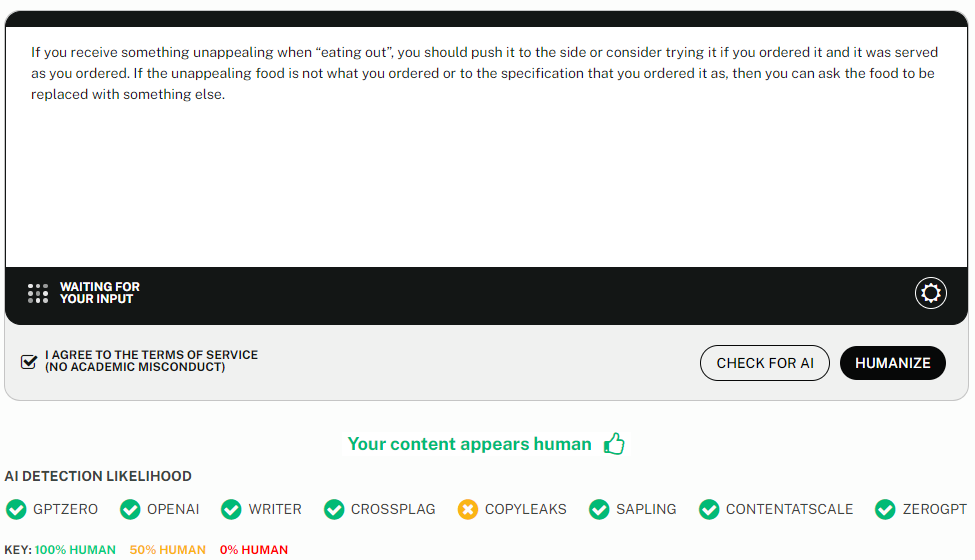 If you receive something unappealing when “eating out”, you should push it to the side or consider trying it if you ordered it and it was served
as you ordered. If the unappealing food is not what you ordered or to the specification that you ordered it as, then you can ask the food to be
replaced with something else.
WAITING FOR
YOUR INPUT
I AGREE TO THE TERMS OF SERVICE
(NO ACADEMIC MISCONDUCT)
CHECK FOR AI
HUMANIZE
Your content appears human
AI DETECTION LIKELIHOOD
GPTZERO OPENAI WRITER CROSSPLAG COPYLEAKS SAPLING CONTENTATSCALE ZEROGPT
KEY: 100% HUMAN 50% HUMAN 0% HUMAN